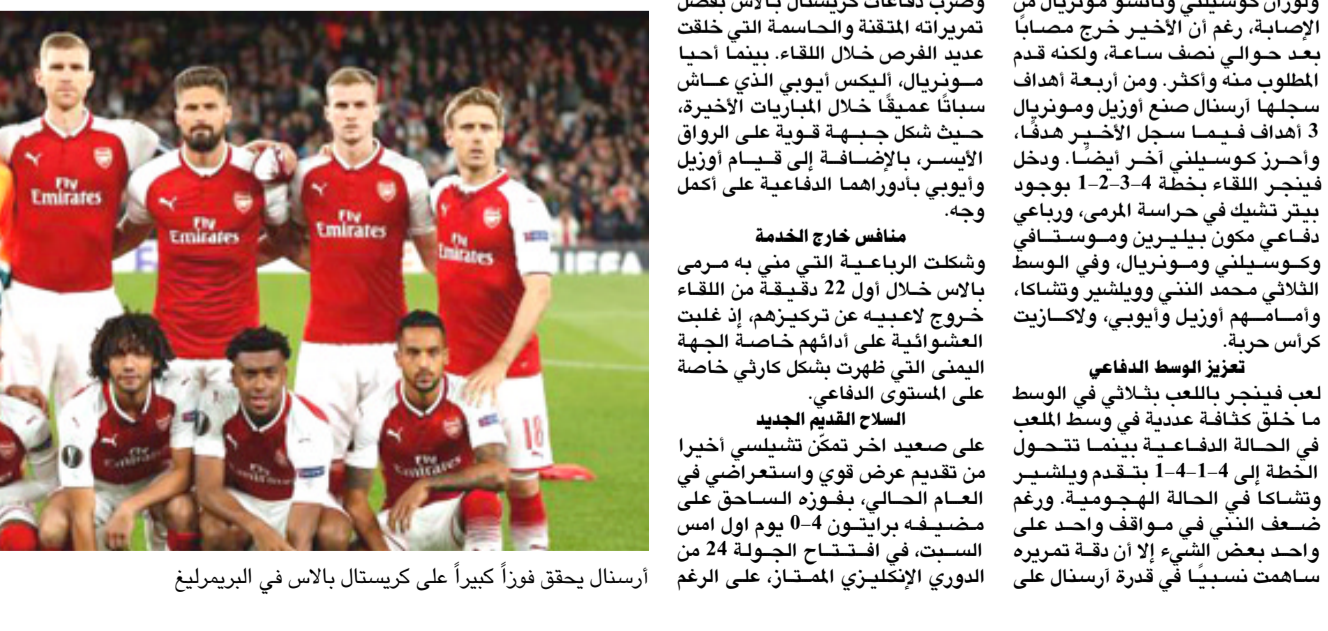 ولوران كوسيلني وناتشو مونريال من
الإصابة، رغم أن الأخير خرج مصابًا
بعد حوالي نصف ساعة، ولكنه قدم
المطلوب منه وأكثر. ومن أربعة أهداف
سجلها آرسنال صنع أوزيل ومونريال
3 أهداف فيما سجل الأخير هدفًا،
وأحرز كوسيلني آخر أيضًا. ودخل
فينجر اللقاء بخطة 4–3–2–1 بوجود
بيتر تشيك في حراسة المرمى، ورباعي
دفاعي مكون بيليرين وموستافي
وكوسيلني ومونريال، وفي الوسط
الثلاثي محمد النني وويلشير وتشاكا،
وأمامهم أوزيل وأيوبي، ولاكازيت
كرأس حربة.
تعزيز الوسط الدفاعي
لعب فينجر باللعب بثلاثي في الوسط
ما خلق كثافة عددية في وسط الملعب
في الحالة الدفاعية بينما تتحول
الخطة إلى 4–1–4–1 بتقدم ويلشير
وتشاكا في الحالة الهجومية. ورغم
ضعف النني في مواقف واحد على
واحد بعض الشيء إلا أن دقة تمريره
ساهمت نسبيًا في قدرة آرسنال على
وضرب دفاعات كريستال بالاس بفضل
تمريراته المتقنة والحاسمة التي خلقت
عديد الفرص خلال اللقاء. بينما أحيا
مونريال، أليكس أيوبي الذي عاش
سباتًا عميقًا خلال المباريات الأخيرة،
حيث شكل جبهة قوية على الرواق
الأيسر، بالإضافة إلى قيام أوزيل
وأيوبي بأدوراهما الدفاعية على أكمل
وجه.
منافس خارج الخدمة
وشكلت الرباعية التي مني به مرمى
بالاس خلال أول 22 دقيقة من اللقاء
خروج لاعبيه عن تركيزهم، إذ غلبت
العشوائية على أدائهم خاصة الجهة
اليمنى التي ظهرت بشكل كارثي خاصة
على المستوى الدفاعي.
السلاح القديم الجديد
على صعيد اخر تمكّن تشيلسي أخيرا
من تقديم عرض قوي واستعراضي في
العام الحالي، بفوزه الساحق على
مضيفه برايتون 4–0 يوم اول امس
السبت، في افتتاح الجولة 24 من
الدوري الإنكليزي الممتاز، على الرغم
Fly
Emirates
Fly
Emirates
Fly
Emirates
Fly
Emirates
UEFA
18
أرسنال يحقق فوزاً كبيراً على كريستال بالاس في البريمرليغ